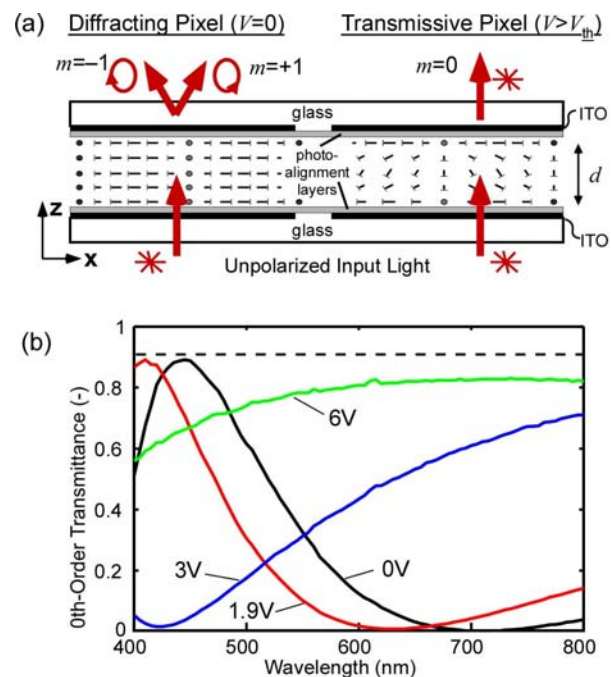 (a)
Diffracting Pixel (V=0)
Transmissive Pixel (V>V_th)
m=–1
m=+1
m=0
glass
ITO
photo-
alignment
layers
d
z
x
glass
ITO
Unpolarized Input Light
(b)
0th-Order Transmittance (-)
1
0.8
0.6
0.4
0.2
0
6V
3V
1.9V
0V
400
500
600
700
800
Wavelength (nm)